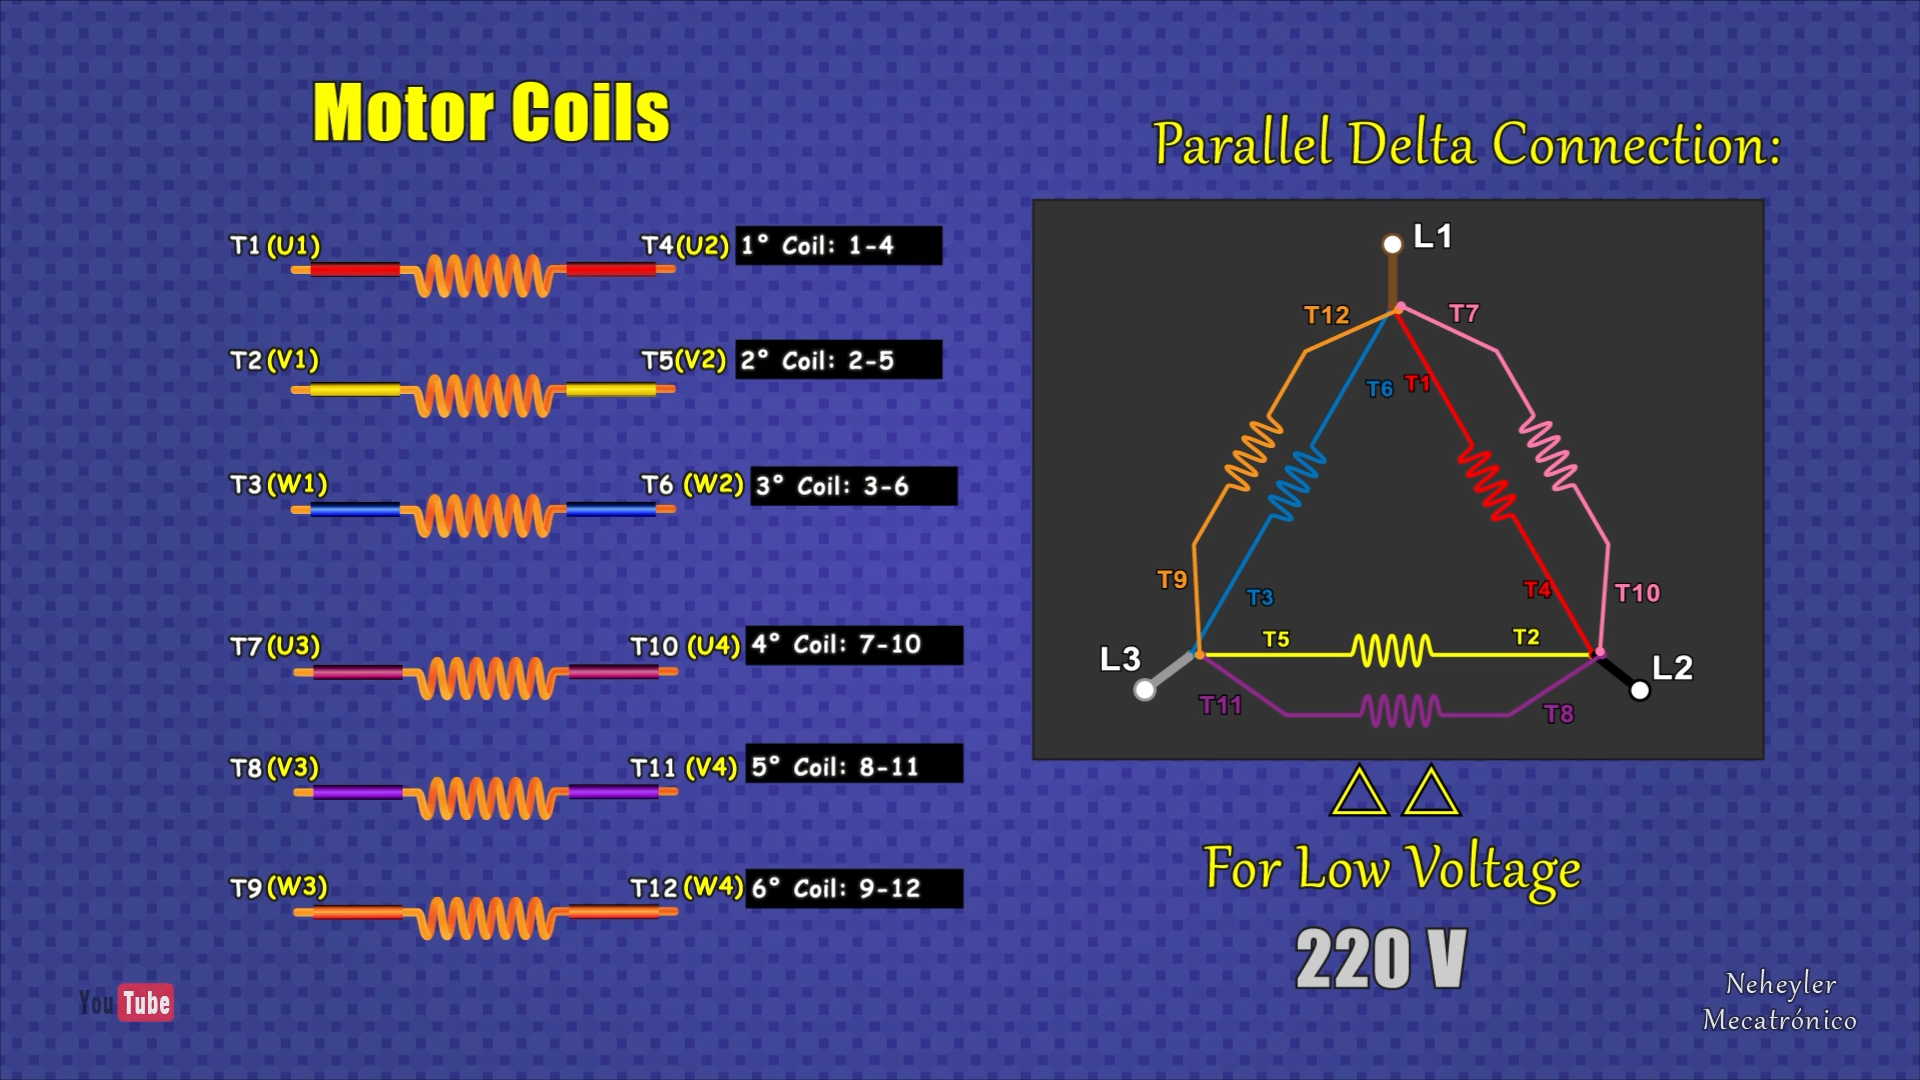 Motor Coils
T1 (U1) T4(U2) 1° Coil: 1-4
T2 (V1) T5(V2) 2° Coil: 2-5
T3 (W1) T6 (W2) 3° Coil: 3-6
T7 (U3) T10 (U4) 4° Coil: 7-10
T8 (V3) T11 (V4) 5° Coil: 8-11
T9 (W3) T12 (W4) 6° Coil: 9-12
YouTube
Parallel Delta Connection:
L1
T12 T7
T6 T1
T9 T3 T4 T10
T5 T2
L3 L2
T11 T8
For Low Voltage
220 V
Neheyler
Mecatrónico